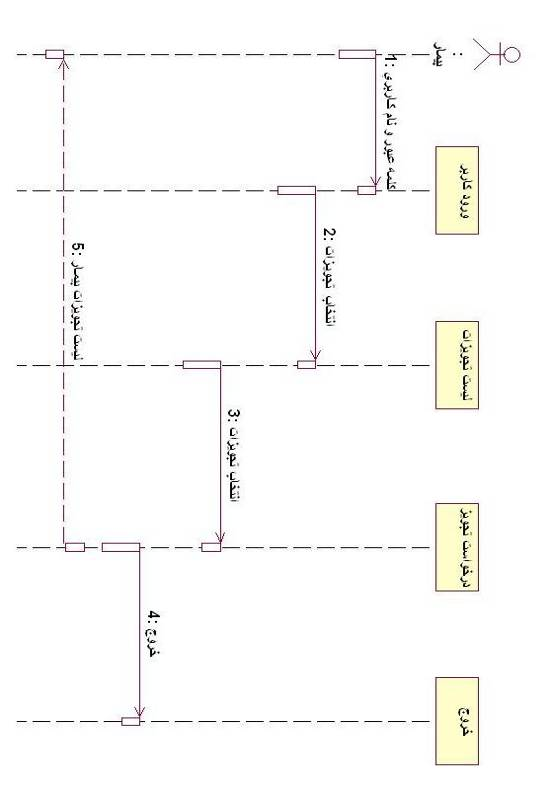 : بیمار
ورود کاربر
لیست تجویزات
درخواست تجویز
خروج
1: کلمه عبور و نام کاربری
2: انتخاب تجویزات
3: انتخاب تجویزات
4: خروج
5: لیست تجویزات بیمار